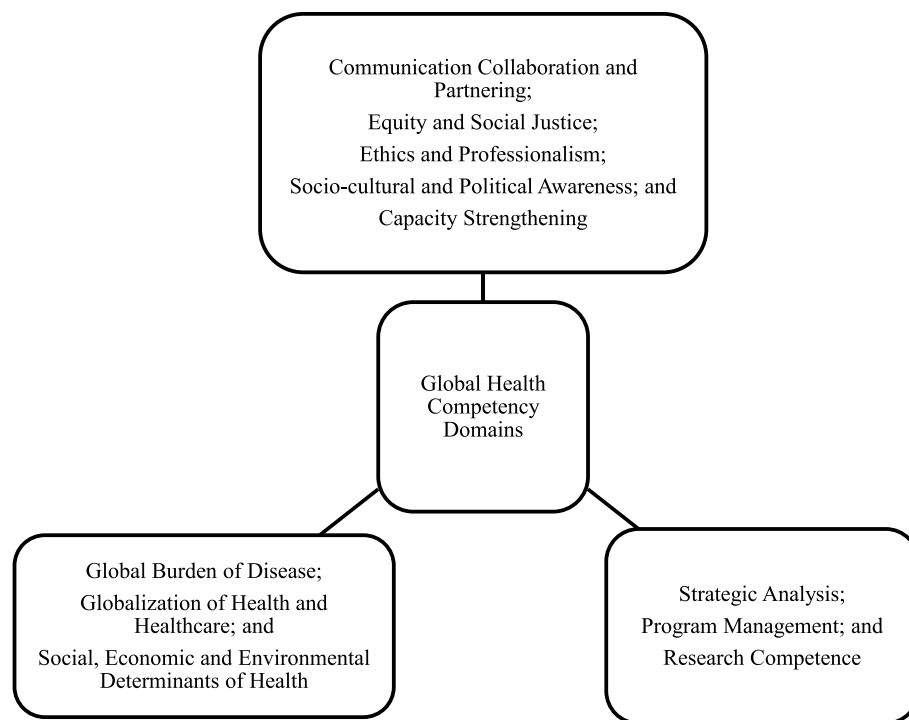 Communication Collaboration and
Partnering;
Equity and Social Justice;
Ethics and Professionalism;
Socio-cultural and Political Awareness; and
Capacity Strengthening
Global Health
Competency
Domains
Global Burden of Disease;
Globalization of Health and
Healthcare; and
Social, Economic and Environmental
Determinants of Health
Strategic Analysis;
Program Management; and
Research Competence